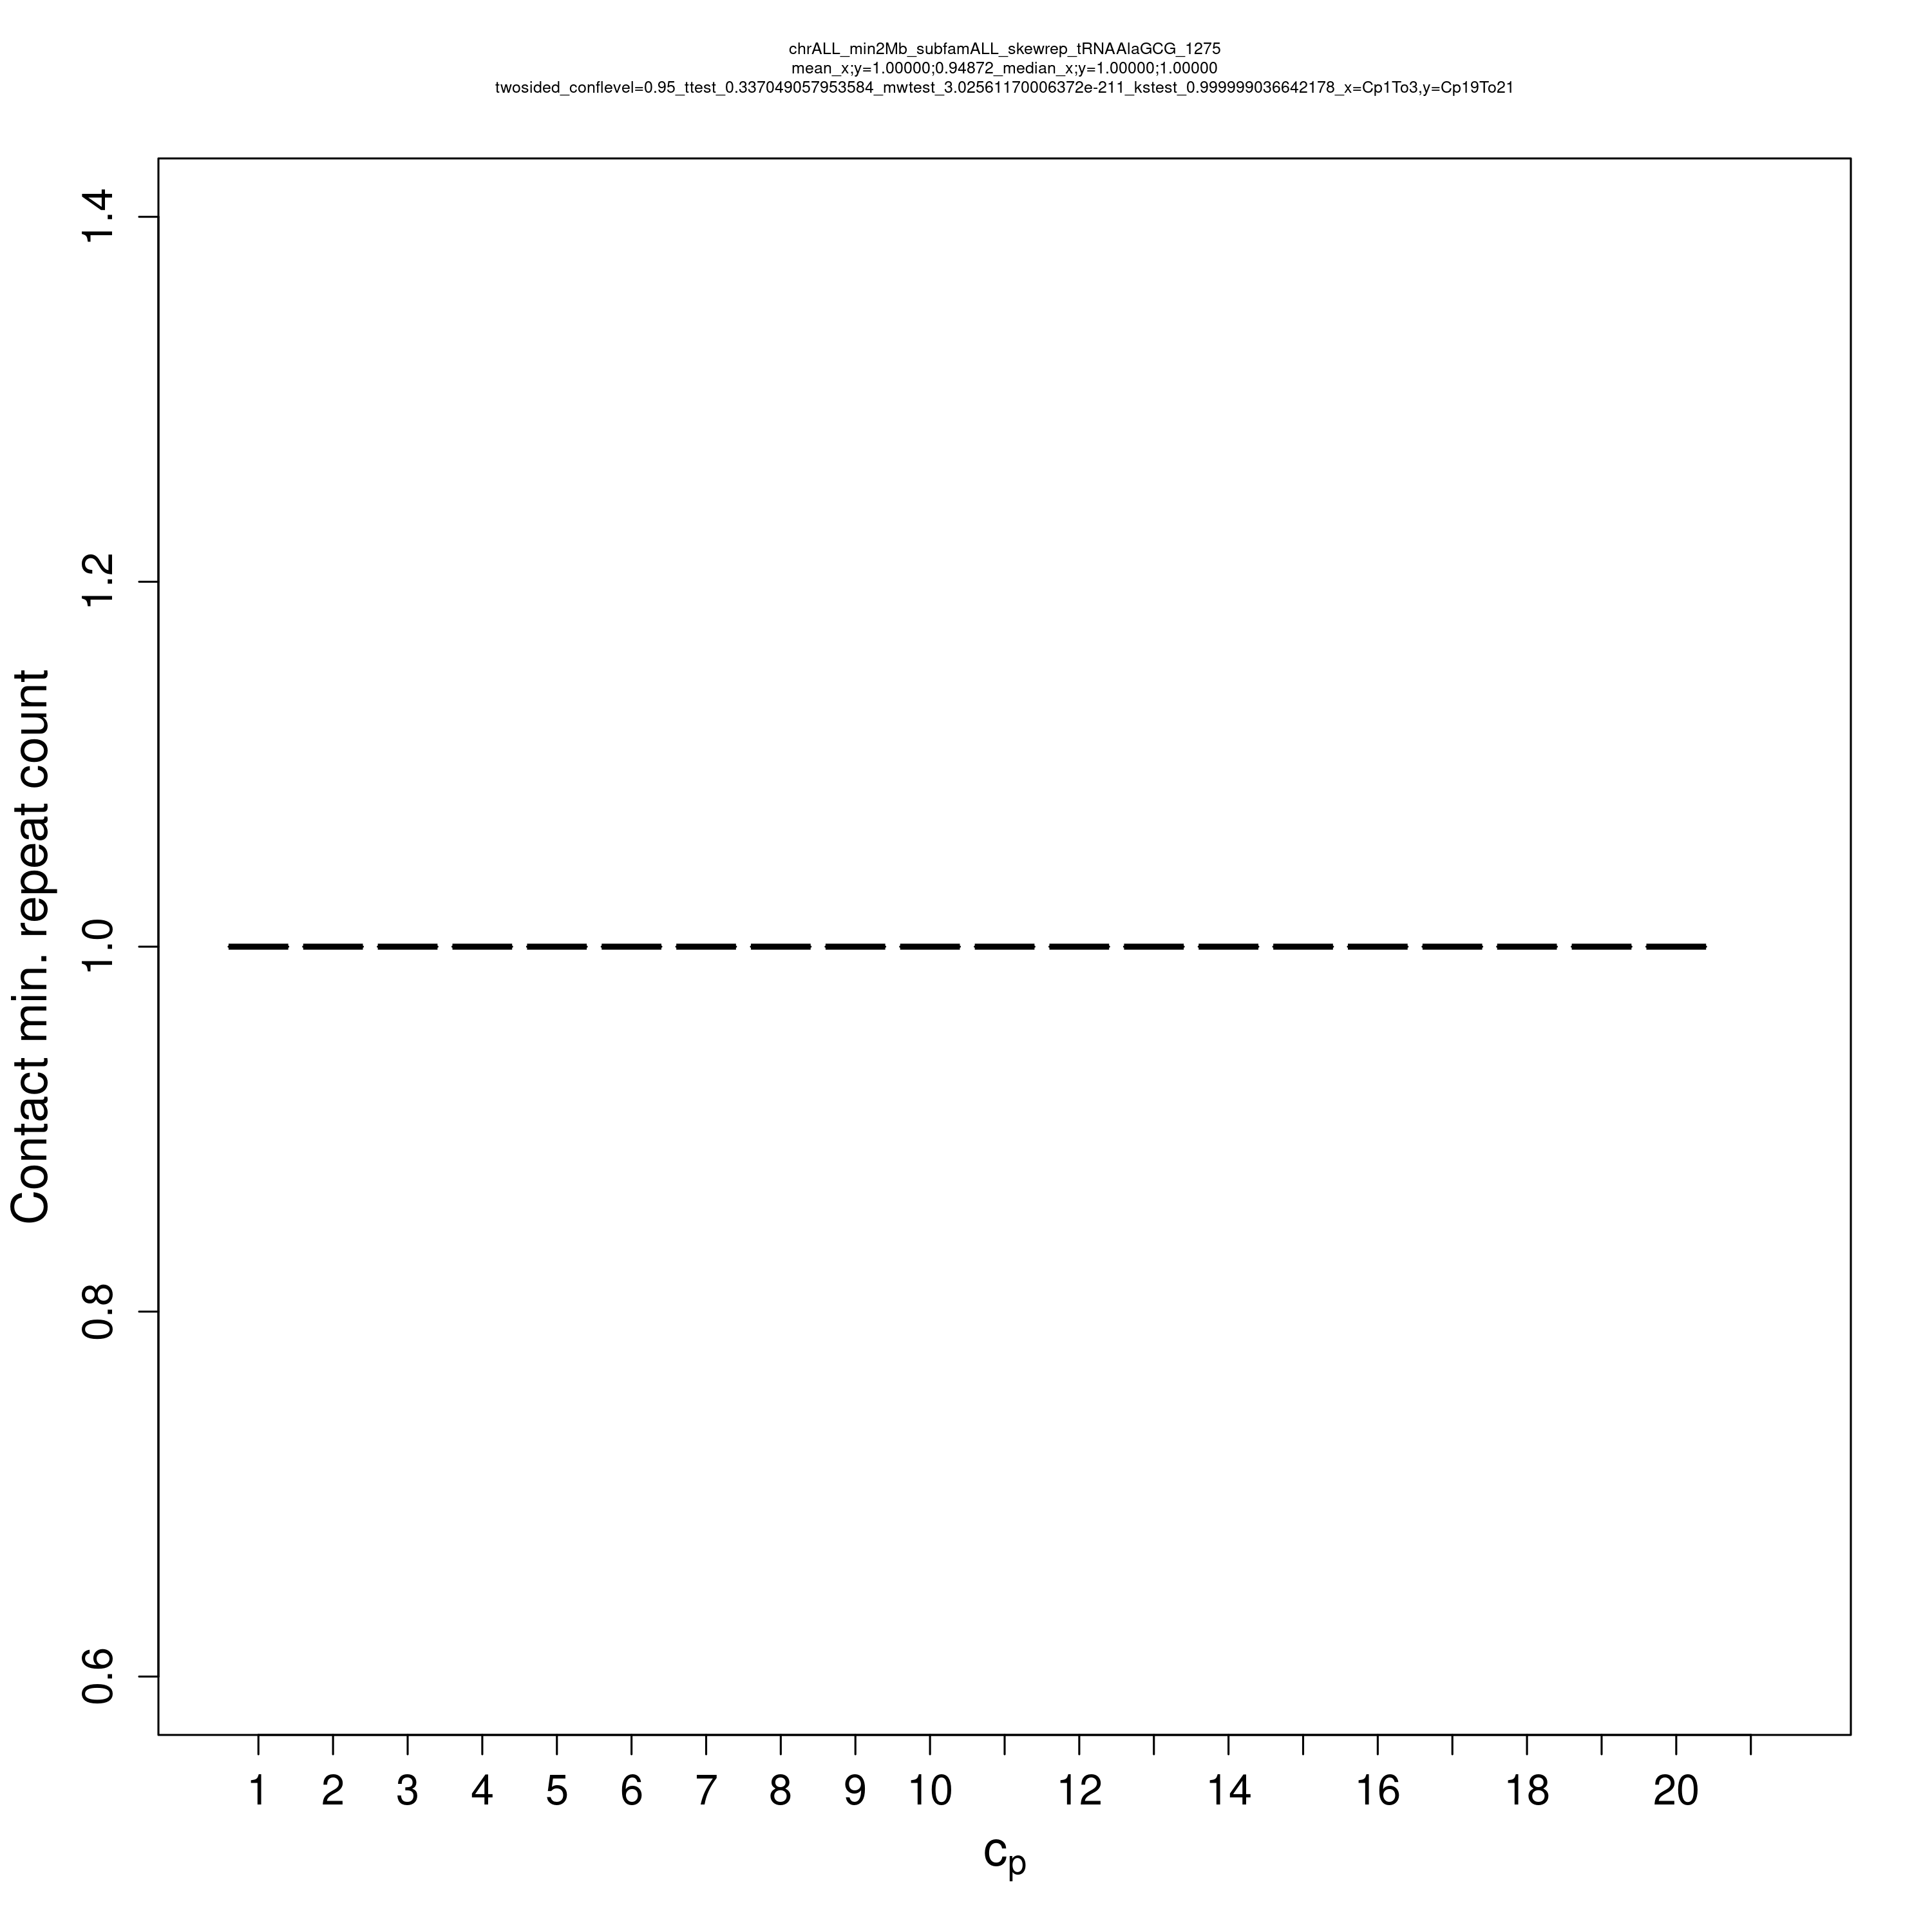 chrALL_min2Mb_subfamALL_skewrep_tRNAAlaGCG_1275
mean_x;y=1.00000;0.94872_median_x;y=1.00000;1.00000
twosided_conflevel=0.95_ttest_0.337049057953584_mwtest_3.02561170006372e-211_kstest_0.999999036642178_x=Cp1To3,y=Cp19To21
1.4
1.2
1.0
0.8
0.6
Contact min. repeat count
1 2 3 4 5 6 7 8 9 10 12 14 16 18 20
cp